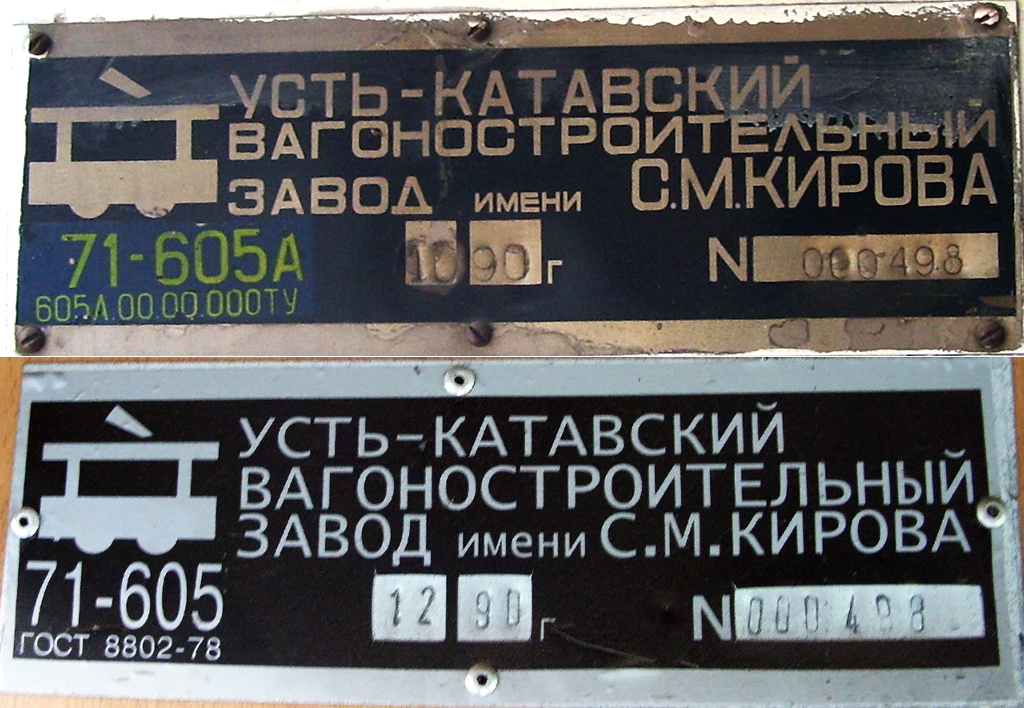 УСТЬ-КАТАВСКИЙ
ВАГОНОСТРОИТЕЛЬНЫЙ
ЗАВОД имени С.М.КИРОВА
71-605А 10 90 г N 000498
605А.00.00.000ТУ
УСТЬ-КАТАВСКИЙ
ВАГОНОСТРОИТЕЛЬНЫЙ
ЗАВОД имени С.М.КИРОВА
71-605 12 90 г N 000498
ГОСТ 8802-78